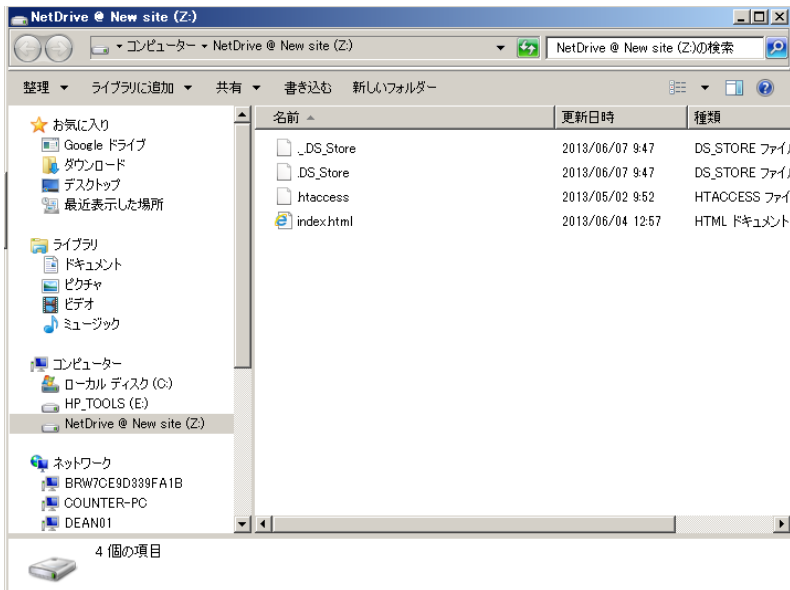 NetDrive @ New site (Z:)
コンピューター NetDrive @ New site (Z:)
NetDrive @ New site (Z:)の検索
整理 ライブラリに追加 共有 書き込む 新しいフォルダー
お気に入り
Google ドライブ
ダウンロード
デスクトップ
最近表示した場所
ライブラリ
ドキュメント
ピクチャ
ビデオ
ミュージック
コンピューター
ローカル ディスク (C:)
HP_TOOLS (E:)
NetDrive @ New site (Z:)
ネットワーク
BRW7CE9D339FA1B
COUNTER-PC
DEAN01
名前 更新日時 種類
._DS_Store 2013/06/07 9:47 DS_STORE ファイ
.DS_Store 2013/06/07 9:47 DS_STORE ファイ
.htaccess 2013/05/02 9:52 HTACCESS ファイ
index.html 2013/06/04 12:57 HTML ドキュメント
4 個の項目